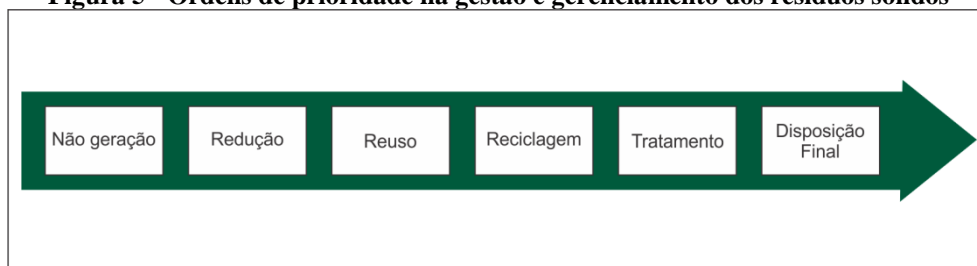 Figura 5 - Ordens de prioridade na gestão e gerenciamento dos resíduos sólidos
Não geração
Redução
Reuso
Reciclagem
Tratamento
Disposição
Final